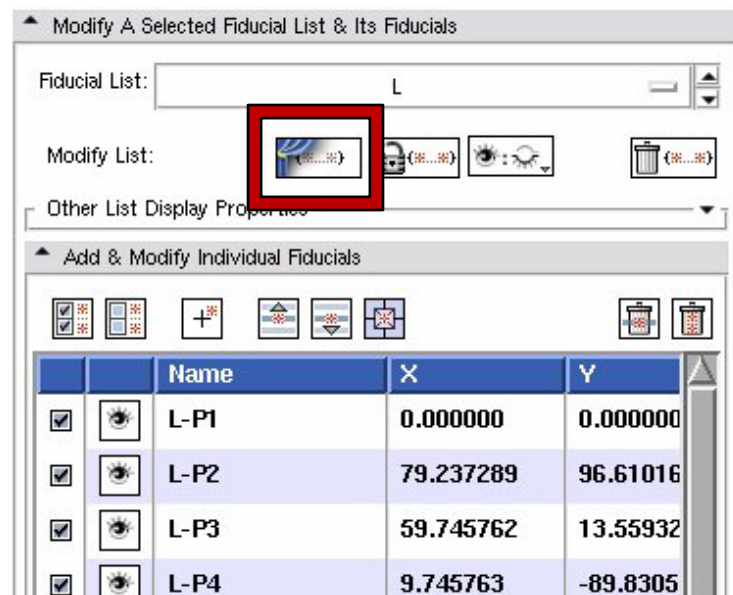 Modify A Selected Fiducial List & Its Fiducials
Fiducial List: L
Modify List: {※...※} {※...※} : {※...※}
Other List Display Properties
Add & Modify Individual Fiducials
Name X Y
L-P1 0.000000 0.000000
L-P2 79.237289 96.61016
L-P3 59.745762 13.55932
L-P4 9.745763 -89.8305